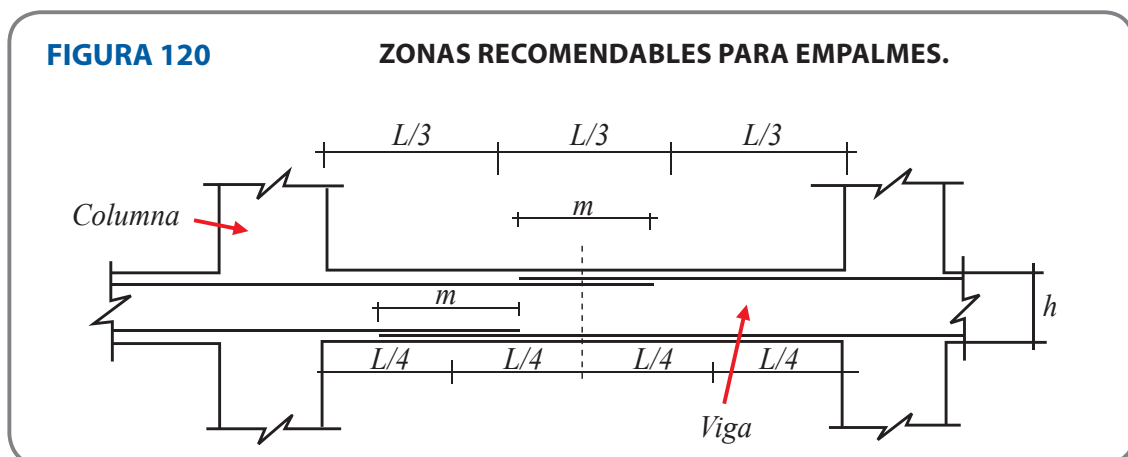 FIGURA 120 ZONAS RECOMENDABLES PARA EMPALMES.
L/3 L/3 L/3
Columna
m
m
h
L/4 L/4 L/4 L/4
Viga